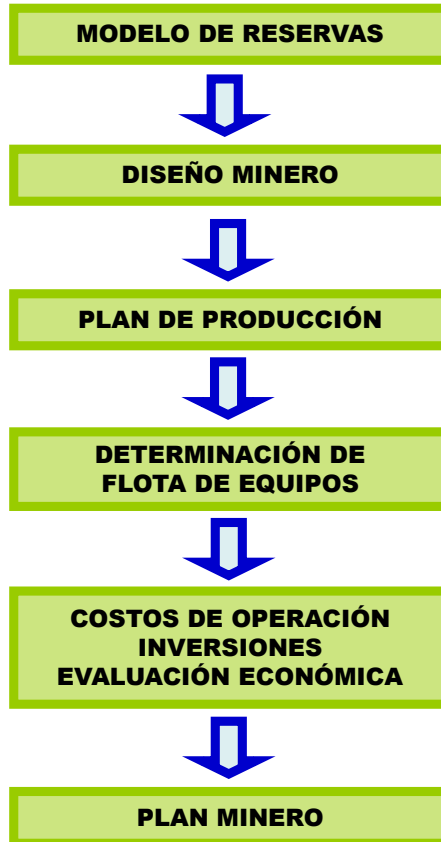 MODELO DE RESERVAS
DISEÑO MINERO
PLAN DE PRODUCCIÓN
DETERMINACIÓN DE
FLOTA DE EQUIPOS
COSTOS DE OPERACIÓN
INVERSIONES
EVALUACIÓN ECONÓMICA
PLAN MINERO